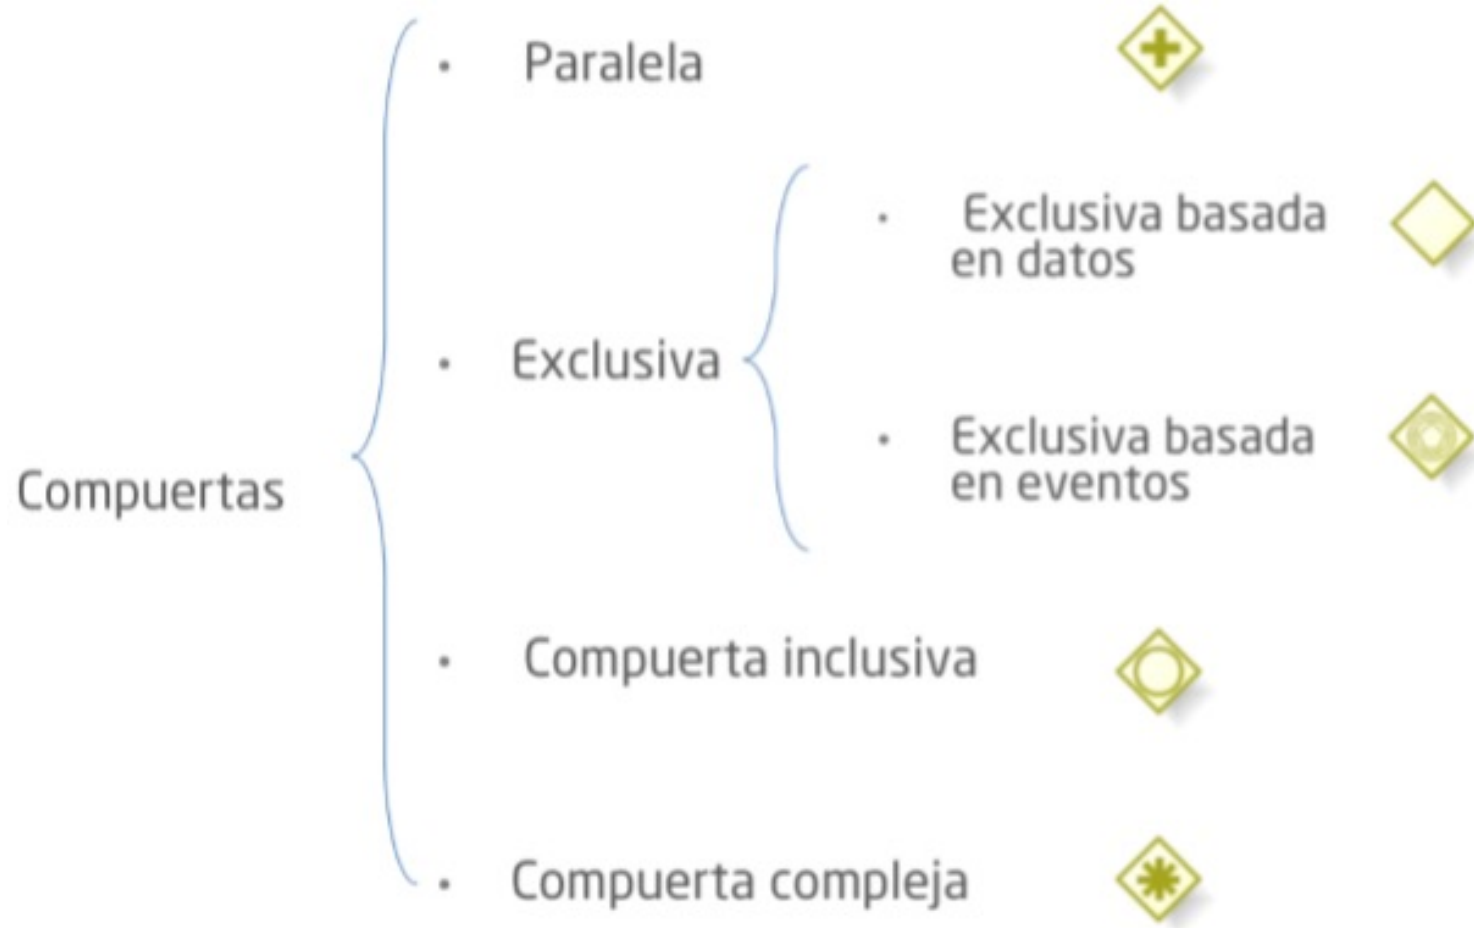 • Paralela
• Exclusiva basada
en datos
• Exclusiva
• Exclusiva basada
en eventos
Compuertas
• Compuerta inclusiva
• Compuerta compleja